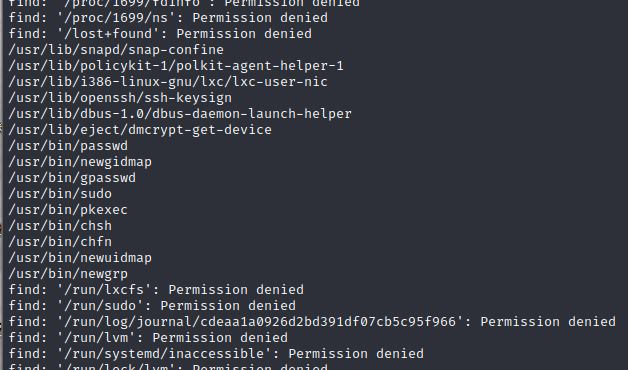 find: '/proc/1699/fdinfo': Permission denied
find: '/proc/1699/ns': Permission denied
find: '/lost+found': Permission denied
/usr/lib/snapd/snap-confine
/usr/lib/policykit-1/polkit-agent-helper-1
/usr/lib/i386-linux-gnu/lxc/lxc-user-nic
/usr/lib/openssh/ssh-keysign
/usr/lib/dbus-1.0/dbus-daemon-launch-helper
/usr/lib/eject/dmcrypt-get-device
/usr/bin/passwd
/usr/bin/newgidmap
/usr/bin/gpasswd
/usr/bin/sudo
/usr/bin/pkexec
/usr/bin/chsh
/usr/bin/chfn
/usr/bin/newuidmap
/usr/bin/newgrp
find: '/run/lxcfs': Permission denied
find: '/run/sudo': Permission denied
find: '/run/log/journal/cdeaa1a0926d2bd391df07cb5c95f966': Permission denied
find: '/run/lvm': Permission denied
find: '/run/systemd/inaccessible': Permission denied
find: '/run/lock/lvm': Permission denied